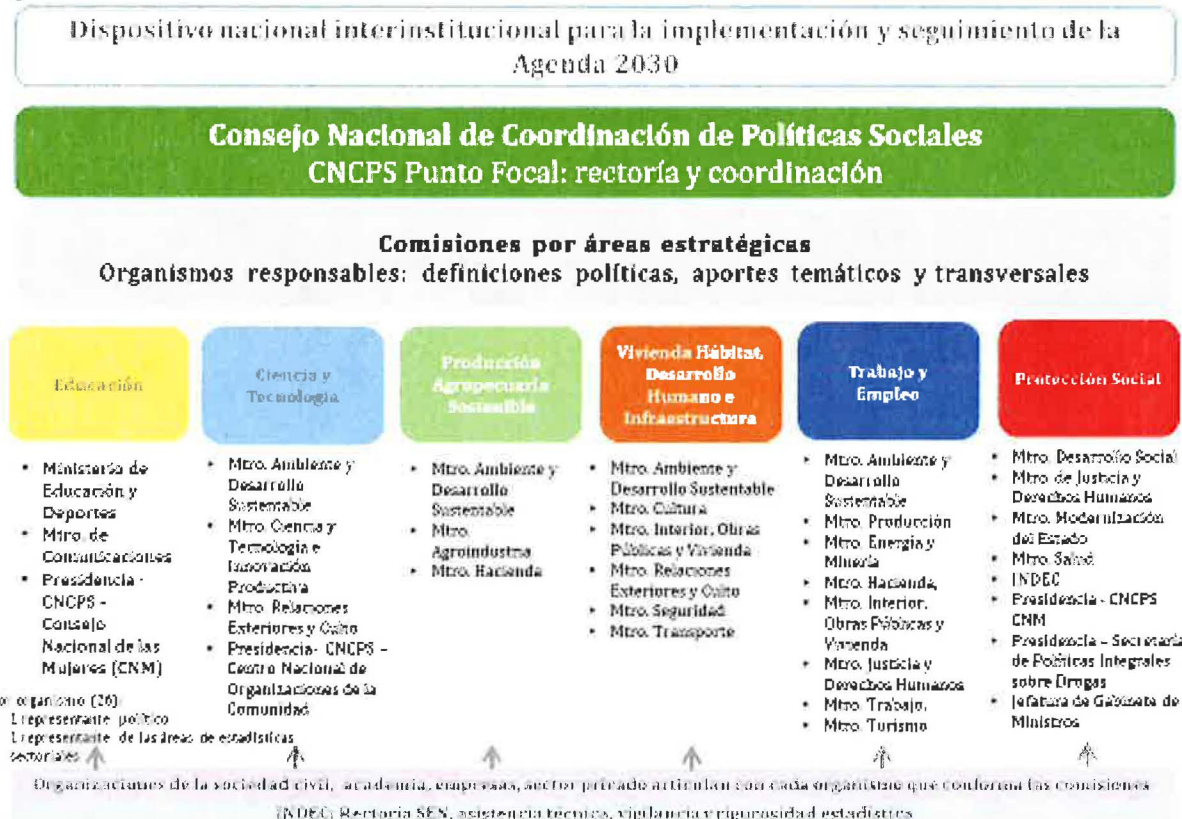 Dispositivo nacional interinstitucional para la implementación y seguimiento de la
Agenda 2030
Consejo Nacional de Coordinación de Políticas Sociales
CNCPS Punto Focal: rectoría y coordinación
Comisiones por áreas estratégicas
Organismos responsables: definiciones políticas, aportes temáticos y transversales
Educación
• Ministerio de
Educación y
Deportes
• Mtro. de
Comunicaciones
• Presidencia -
CNCPS -
Consejo
Nacional de las
Mujeres (CNM)
Ciencia y
Tecnología
• Mtro. Ambiente y
Desarrollo
Sustentable
• Mtro Ciencia y
Tecnología e
Innovación
Productiva
• Mtro. Relaciones
Exteriores y Culto
• Presidencia- CNCPS –
Centro Nacional de
Organizaciones de la
Comunidad
Producción
Agropecuaria
Sostenible
• Mtro. Ambiente y
Desarrollo
Sustentable
• Mtro.
Agroindustria
• Mtro. Hacienda
Vivienda Hábitat,
Desarrollo
Humano e
Infraestructura
• Mtro. Ambiente y
Desarrollo Sustentable
• Mtro. Cultura
• Mtro. Interior, Obras
Públicas y Vivienda
• Mtro. Relaciones
Exteriores y Culto
• Mtro. Seguridad
• Mtro. Transporte
Trabajo y
Empleo
• Mtro. Ambiente y
Desarrollo
Sustentable
• Mtro. Producción
• Mtro. Energía y
Minería
• Mtro. Hacienda,
• Mtro. Interior,
Obras Públicas y
Vivienda
• Mtro. Justicia y
Derechos Humanos
• Mtro. Trabajo,
• Mtro. Turismo
Protección Social
• Mtro. Desarrollo Social
• Mtro de Justicia y
Derechos Humanos
• Mtro. Modernización
del Estado
• Mtro. Salud
• INDEC
• Presidencia - CNCPS
CNM
• Presidencia – Secretaría
de Políticas Integrales
sobre Drogas
• Jefatura de Gabinete de
Ministros
or organismo (26):
1 representante político
1 representante de las áreas de estadísticas
sectoriales
Organizaciones de la sociedad civil, academia, empresas, sector privado articulan con cada organismo que conforma las comisiones
INDEC: Rectoría SEN, asistencia técnica, vigilancia y rigurosidad estadística